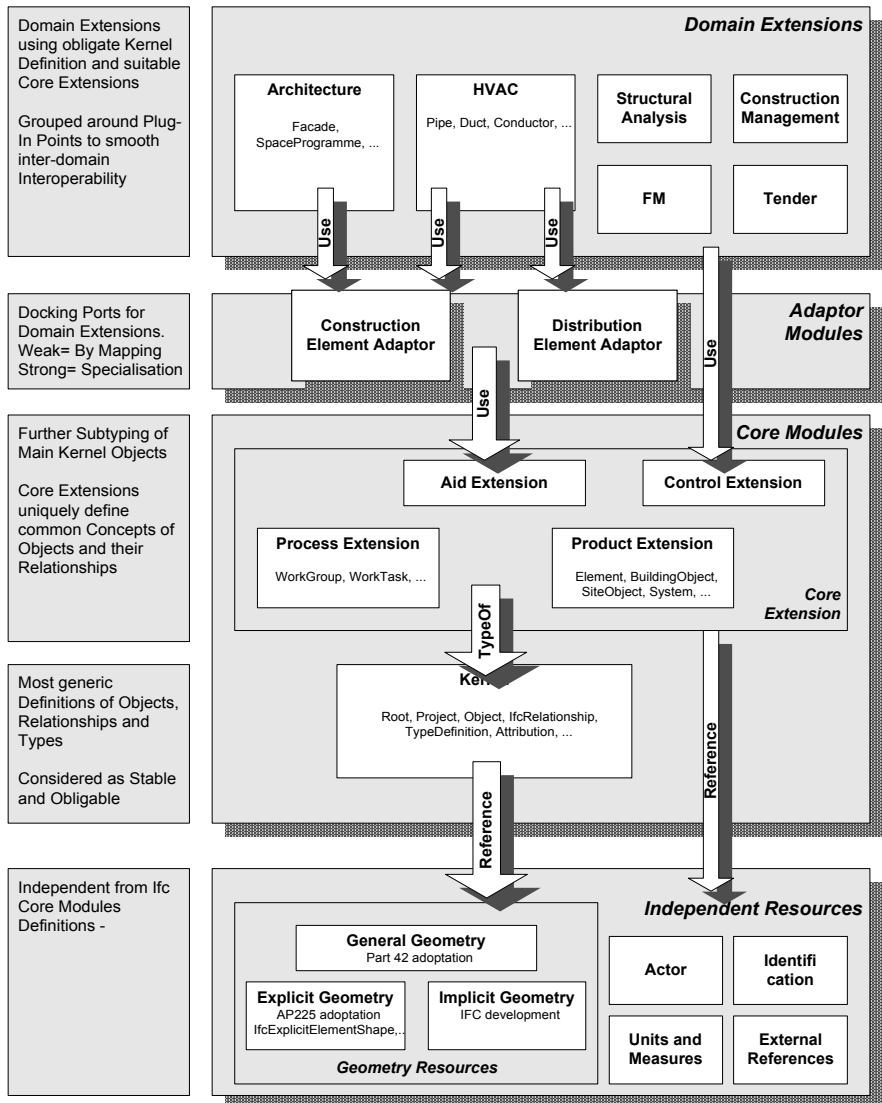 Domain Extensions
using obligate Kernel
Definition and suitable
Core Extensions
Grouped around Plug-
In Points to smooth
inter-domain
Interoperability
Domain Extensions
Architecture
Facade,
SpaceProgramme, ...
HVAC
Pipe, Duct, Conductor, ...
Structural
Analysis
Construction
Management
FM
Tender
Use
Use
Use
Use
Docking Ports for
Domain Extensions.
Weak= By Mapping
Strong= Specialisation
Adaptor
Modules
Construction
Element Adaptor
Distribution
Element Adaptor
Use
Further Subtyping of
Main Kernel Objects
Core Extensions
uniquely define
common Concepts of
Objects and their
Relationships
Core Modules
Aid Extension
Control Extension
Process Extension
WorkGroup, WorkTask, ...
Product Extension
Element, BuildingObject,
SiteObject, System, ...
Core
Extension
TypeOf
Most generic
Definitions of Objects,
Relationships and
Types
Considered as Stable
and Obligable
Root, Project, Object, IfcRelationship,
TypeDefinition, Attribution, ...
Reference
Reference
Independent from Ifc
Core Modules
Definitions -
Independent Resources
General Geometry
Part 42 adoptation
Explicit Geometry
AP225 adoptation
IfcExplicitElementShape,..
Implicit Geometry
IFC development
Geometry Resources
Actor
Identifi
cation
Units and
Measures
External
References